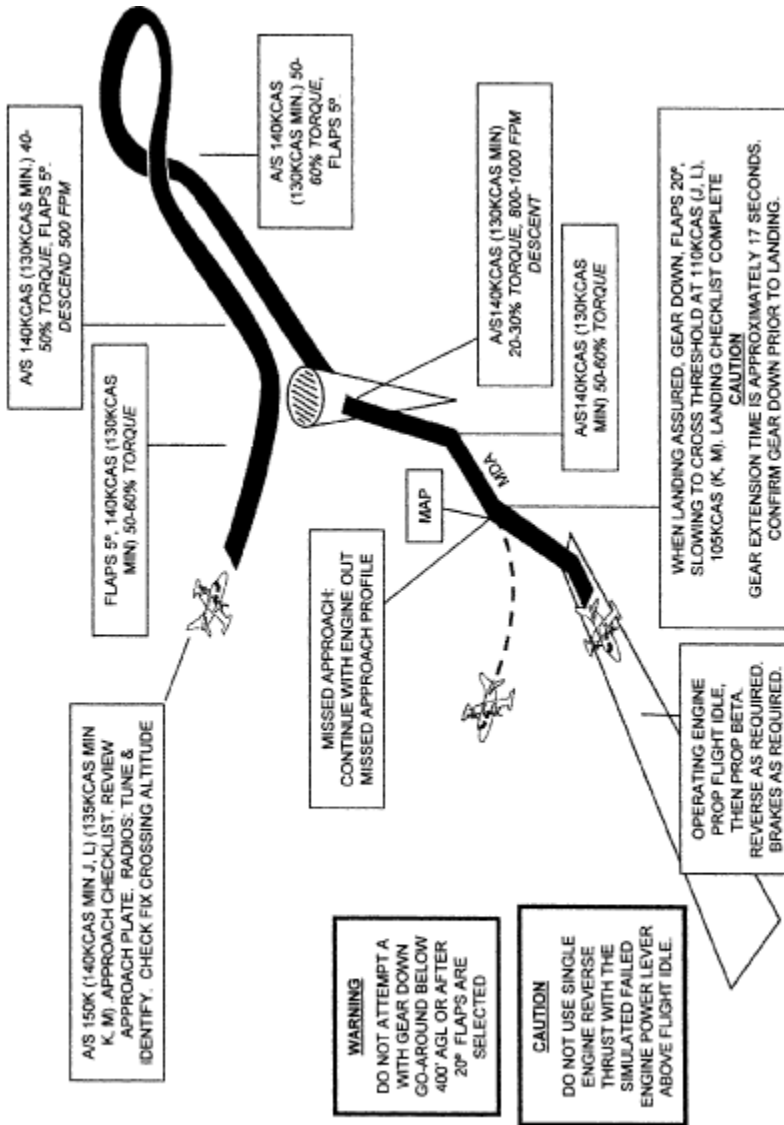 A/S 150K (140KCAS MIN J, L) (135KCAS MIN
K, M). APPROACH CHECKLIST. REVIEW
APPROACH PLATE. RADIOS: TUNE &
IDENTIFY. CHECK FIX CROSSING ALTITUDE
FLAPS 5º, 140KCAS (130KCAS
MIN) 50-60% TORQUE
A/S 140KCAS (130KCAS MIN.) 40-
50% TORQUE, FLAPS 5º.
DESCEND 500 FPM
A/S 140KCAS
(130KCAS MIN.) 50-
60% TORQUE,
FLAPS 5º.
A/S140KCAS (130KCAS MIN)
20-30% TORQUE, 800-1000 FPM
DESCENT
A/S140KCAS (130KCAS
MIN) 50-60% TORQUE
MDA
MAP
MISSED APPROACH:
CONTINUE WITH ENGINE OUT
MISSED APPROACH PROFILE
WHEN LANDING ASSURED, GEAR DOWN, FLAPS 20º,
SLOWING TO CROSS THRESHOLD AT 110KCAS (J, L),
105KCAS (K, M). LANDING CHECKLIST COMPLETE
CAUTION
GEAR EXTENSION TIME IS APPROXIMATELY 17 SECONDS.
CONFIRM GEAR DOWN PRIOR TO LANDING.
OPERATING ENGINE
PROP FLIGHT IDLE,
THEN PROP BETA.
REVERSE AS REQUIRED.
BRAKES AS REQUIRED.
WARNING
DO NOT ATTEMPT A
WITH GEAR DOWN
GO-AROUND BELOW
400' AGL OR AFTER
20º FLAPS ARE
SELECTED
CAUTION
DO NOT USE SINGLE
ENGINE REVERSE
THRUST WITH THE
SIMULATED FAILED
ENGINE POWER LEVER
ABOVE FLIGHT IDLE.